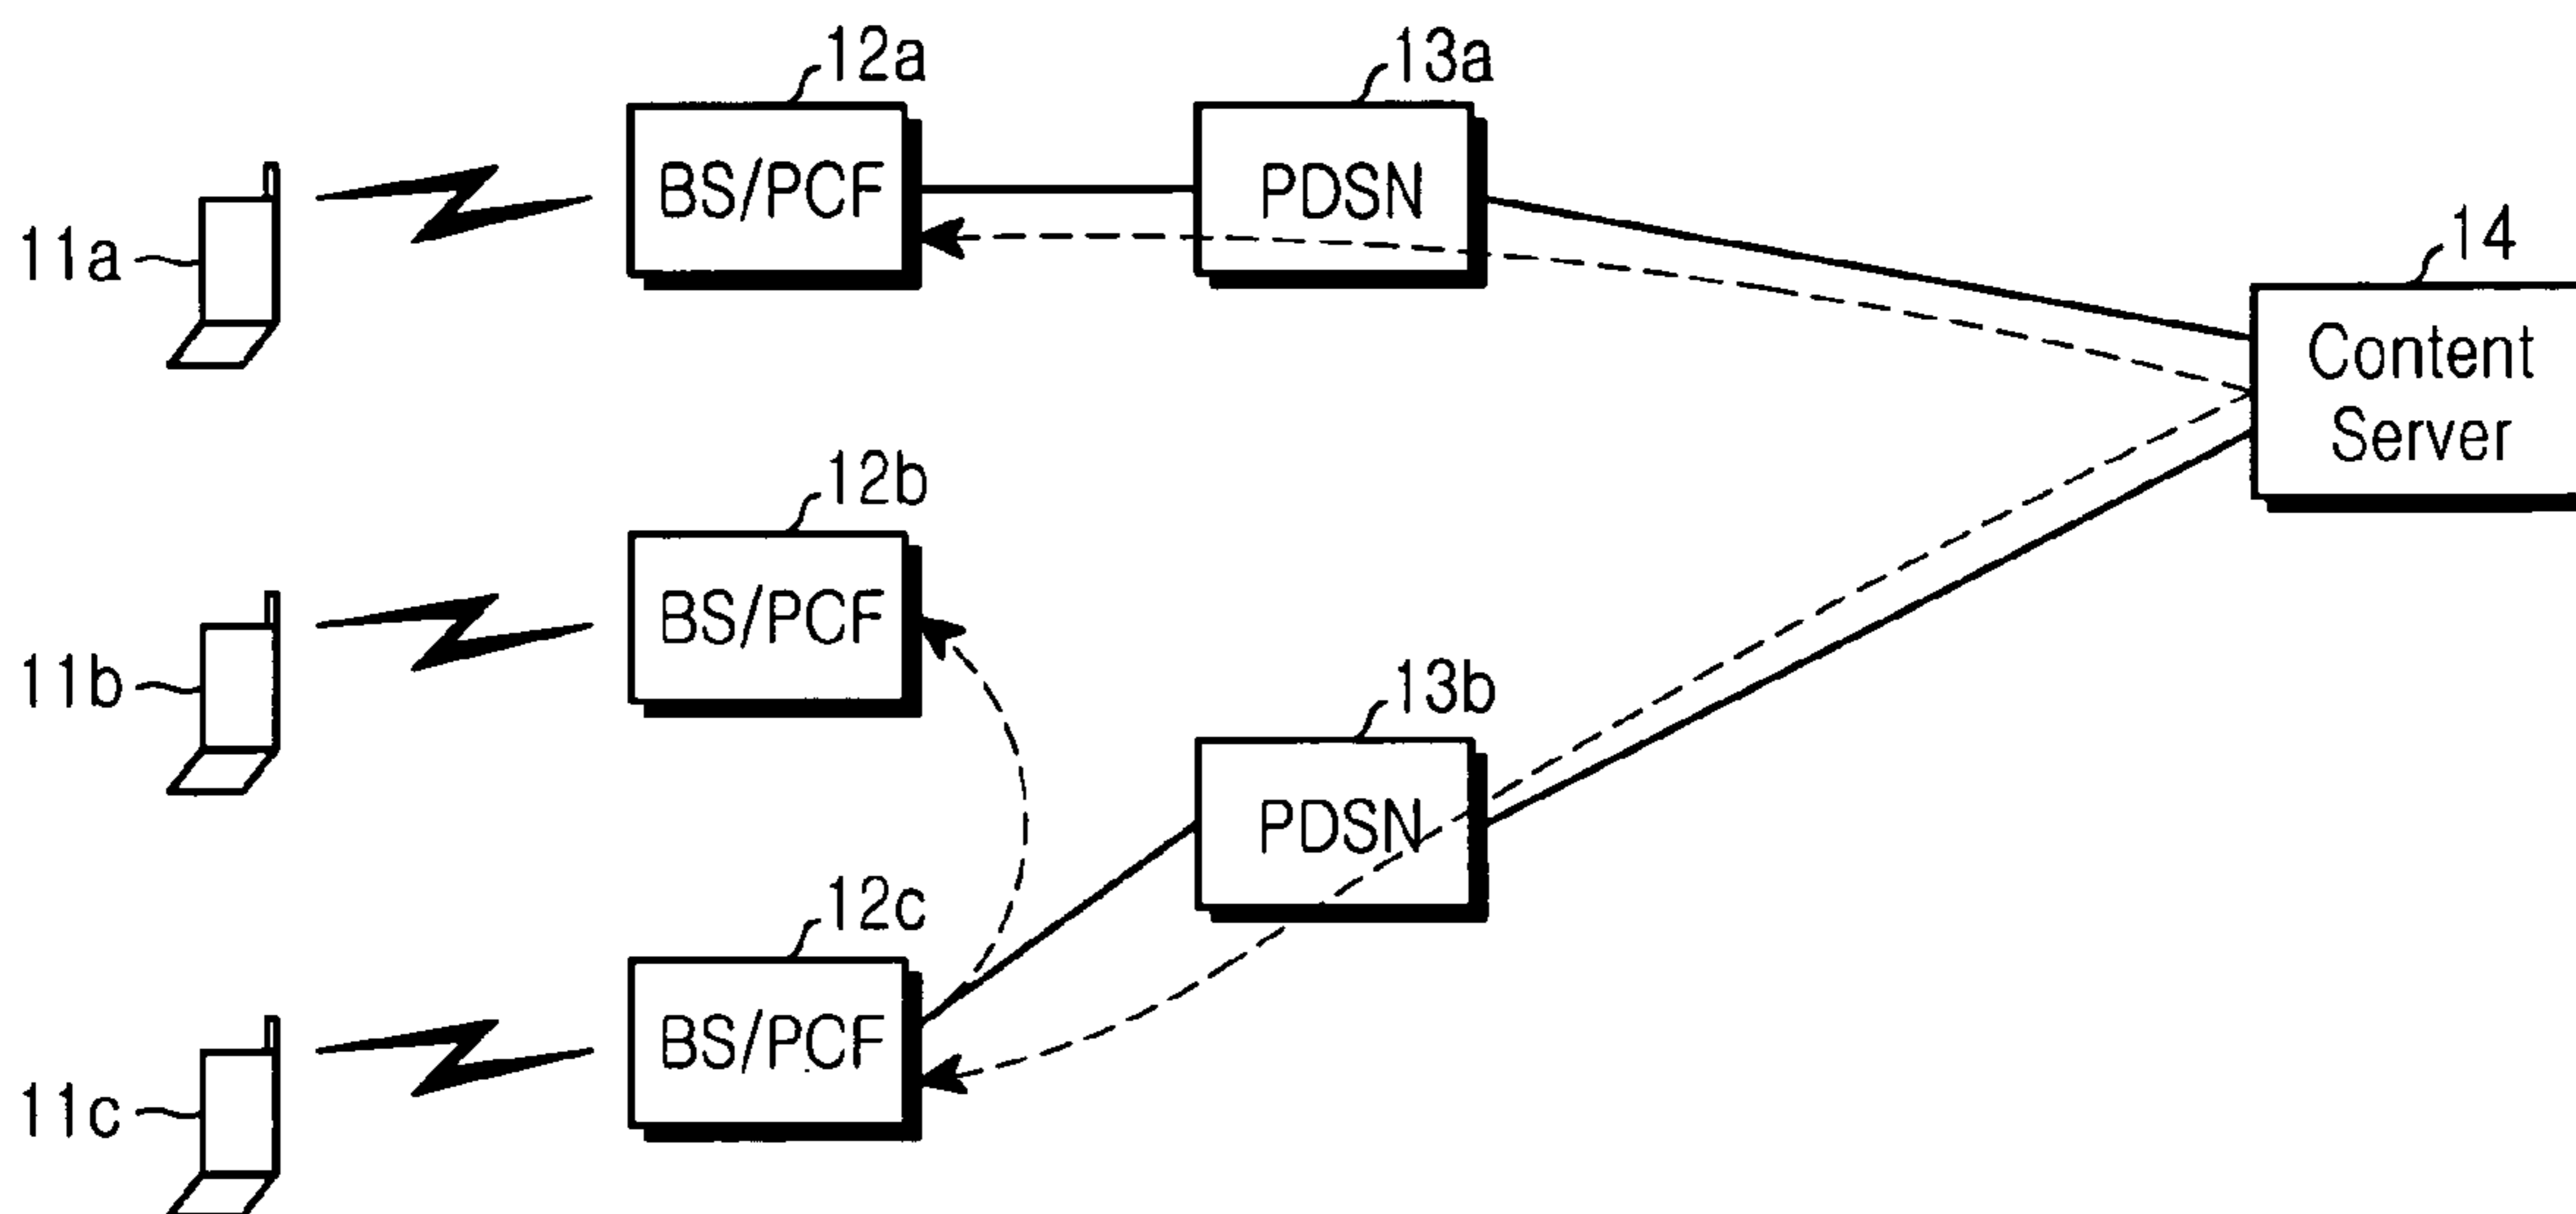 12a
13a
BS/PCF
PDSN
11a
14
Content
Server
12b
BS/PCF
11b
13b
PDSN
12c
BS/PCF
11c